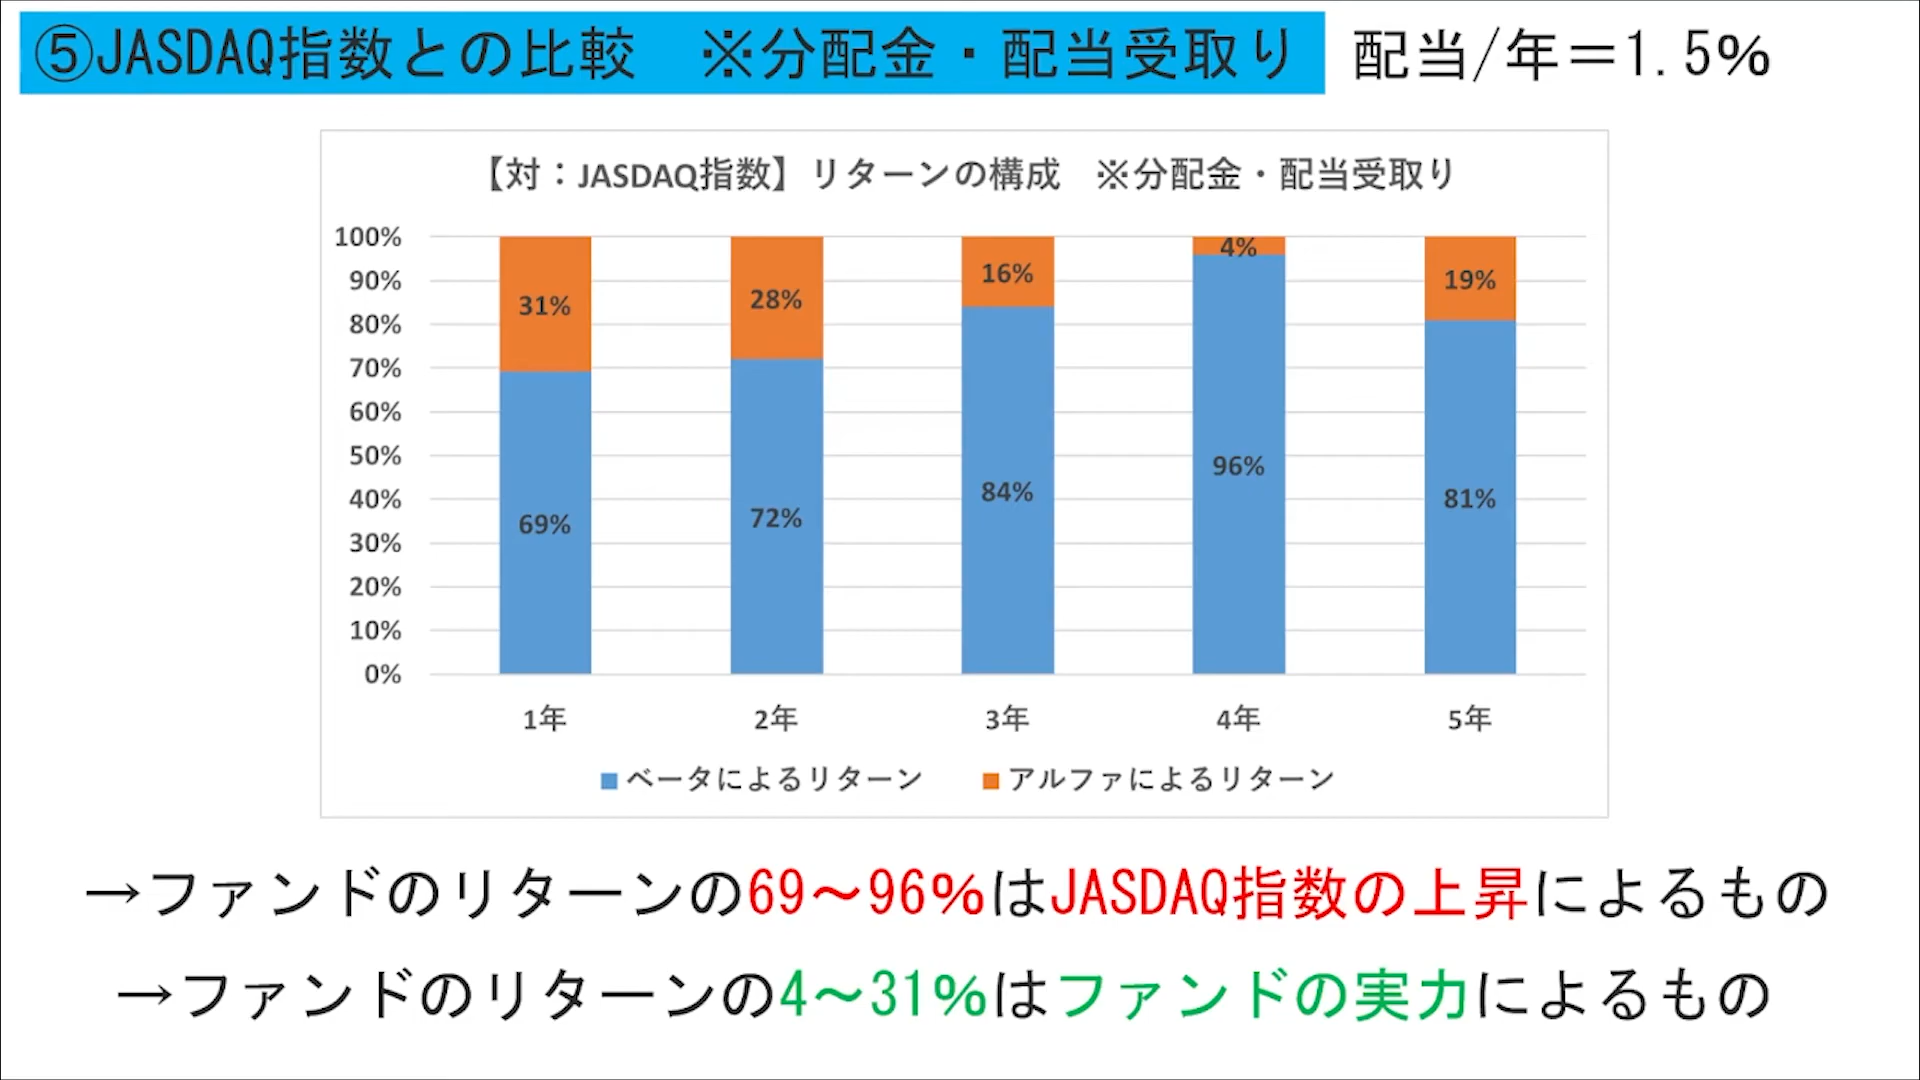 ⑤JASDAQ指数との比較　※分配金・配当受取り　配当/年＝1.5%
【対：JASDAQ指数】リターンの構成　※分配金・配当受取り
100%
90%
80%
70%
60%
50%
40%
30%
20%
10%
0%
31%
28%
16%
4%
19%
69%
72%
84%
96%
81%
1年
2年
3年
4年
5年
ベータによるリターン
アルファによるリターン
→ファンドのリターンの69～96%はJASDAQ指数の上昇によるもの
→ファンドのリターンの4～31%はファンドの実力によるもの